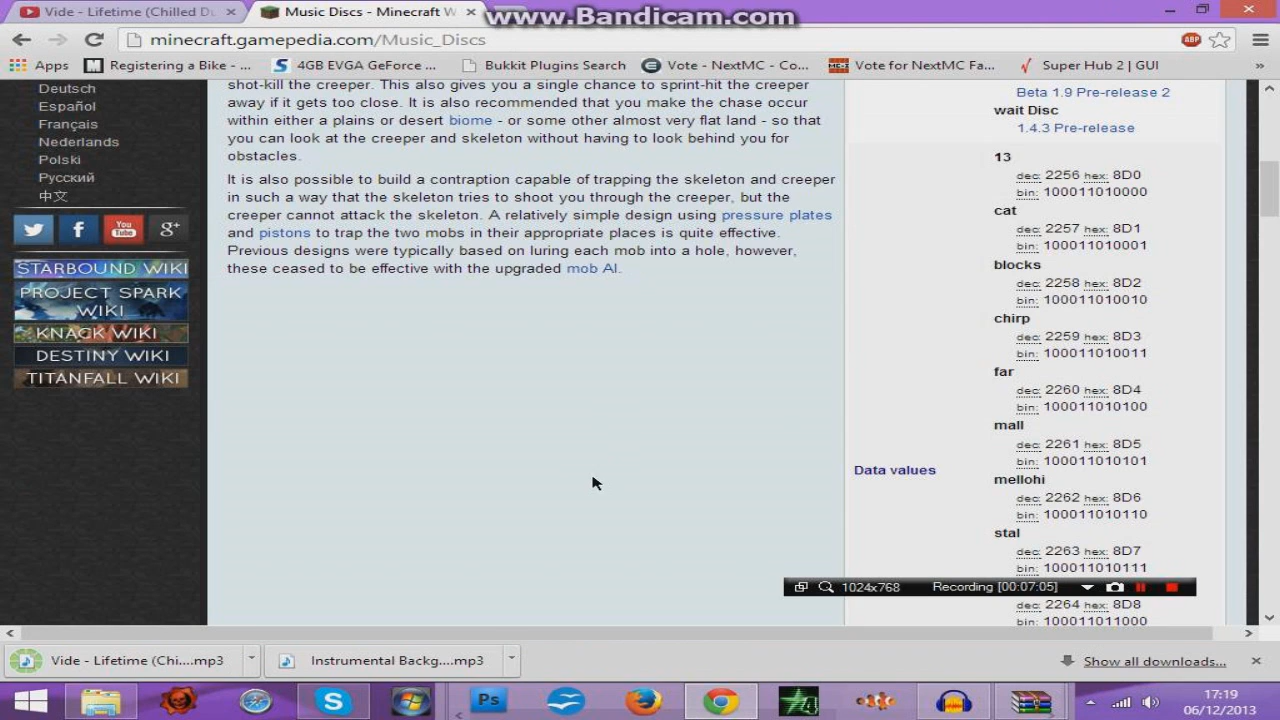 Vide - Lifetime (Chilled Du
Music Discs - Minecraft W
www.Bandicam.com
minecraft.gamepedia.com/Music_Discs
ABP
Apps
Registering a Bike - ...
4GB EVGA GeForce ...
Bukkit Plugins Search
Vote - NextMC - Co...
Vote for NextMC Fa...
Super Hub 2 | GUI
»
Deutsch
Español
Français
Nederlands
Polski
Русский
中文
You
Tube
g+
STARBOUND WIKI
PROJECT SPARK
WIKI
KNACK WIKI
DESTINY WIKI
TITANFALL WIKI
shot-kill the creeper. This also gives you a single chance to sprint-hit the creeper
away if it gets too close. It is also recommended that you make the chase occur
within either a plains or desert biome - or some other almost very flat land - so that
you can look at the creeper and skeleton without having to look behind you for
obstacles.
It is also possible to build a contraption capable of trapping the skeleton and creeper
in such a way that the skeleton tries to shoot you through the creeper, but the
creeper cannot attack the skeleton. A relatively simple design using pressure plates
and pistons to trap the two mobs in their appropriate places is quite effective.
Previous designs were typically based on luring each mob into a hole, however,
these ceased to be effective with the upgraded mob AI.
Beta 1.9 Pre-release 2
wait Disc
1.4.3 Pre-release
Data values
13
dec: 2256 hex: 8D0
bin: 100011010000
cat
dec: 2257 hex: 8D1
bin: 100011010001
blocks
dec: 2258 hex: 8D2
bin: 100011010010
chirp
dec: 2259 hex: 8D3
bin: 100011010011
far
dec: 2260 hex: 8D4
bin: 100011010100
mall
dec: 2261 hex: 8D5
bin: 100011010101
mellohi
dec: 2262 hex: 8D6
bin: 100011010110
stal
dec: 2263 hex: 8D7
bin: 100011010111
1024x768 Recording [00:07:05]
dec: 2264 hex: 8D8
bin: 100011011000
Vide - Lifetime (Chi....mp3
Instrumental Backg....mp3
Show all downloads...
Ps
17:19
06/12/2013